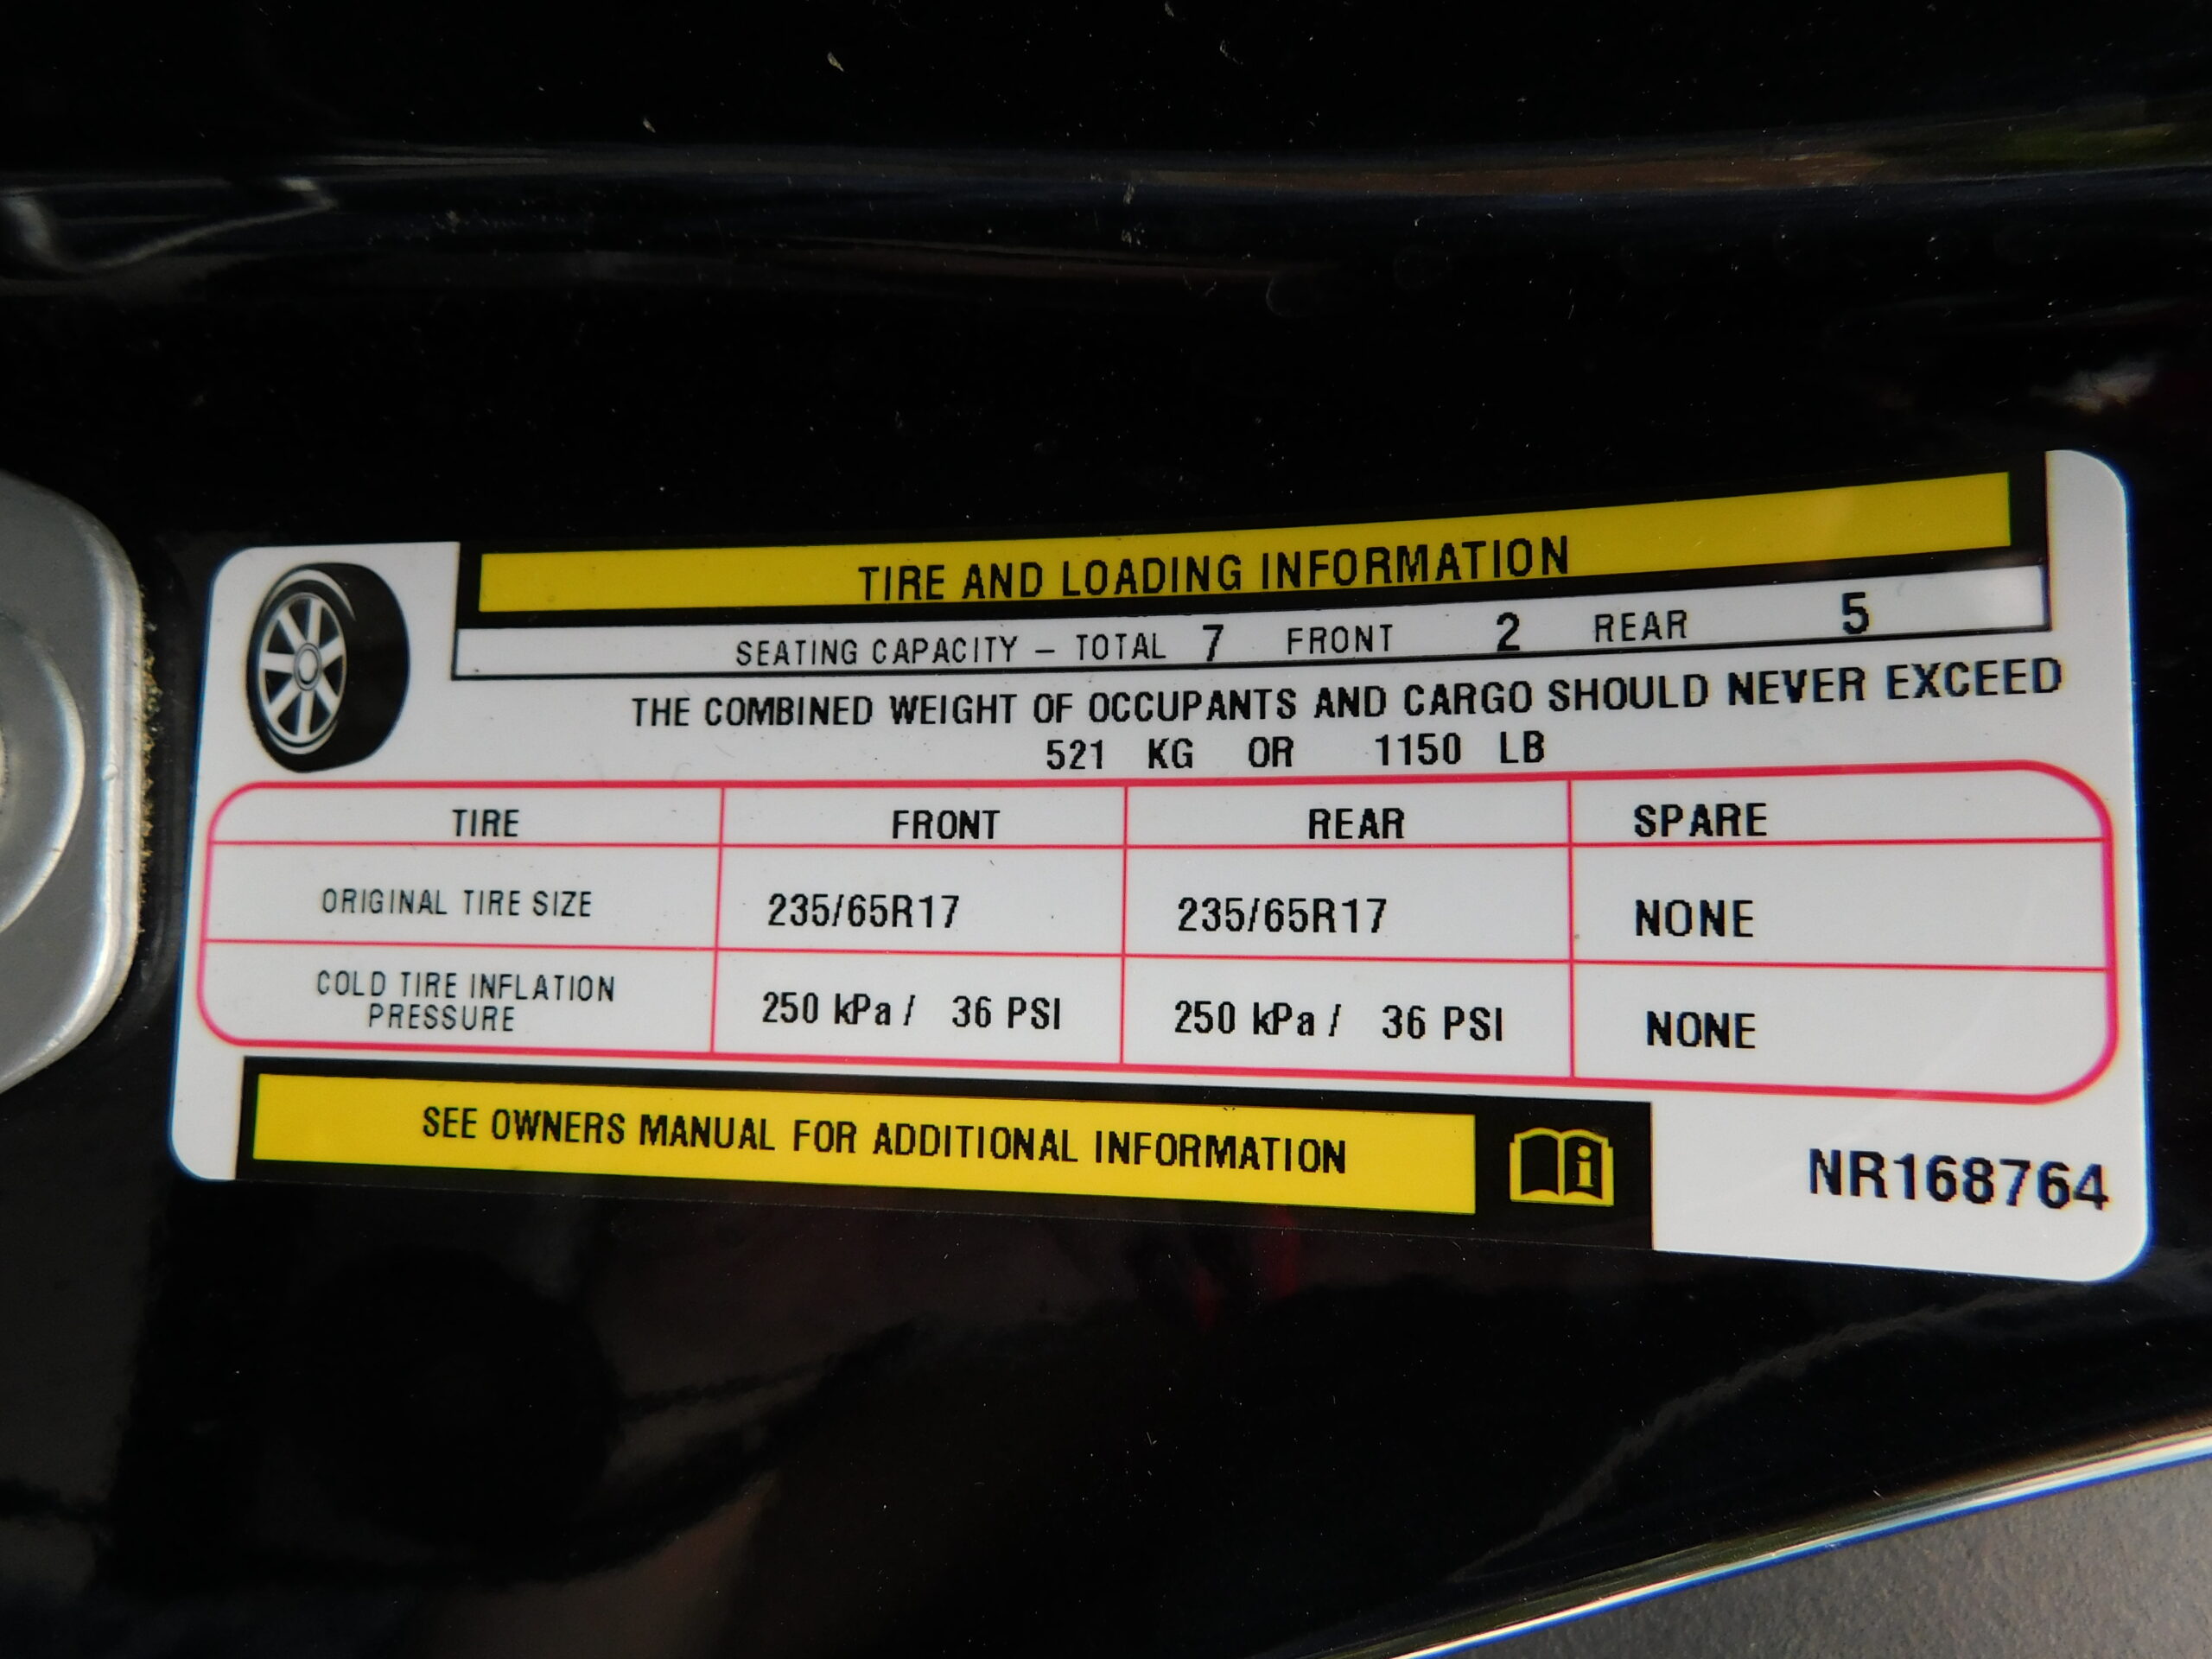 TIRE AND LOADING INFORMATION
SEATING CAPACITY – TOTAL 7 FRONT 2 REAR 5
THE COMBINED WEIGHT OF OCCUPANTS AND CARGO SHOULD NEVER EXCEED
521 KG OR 1150 LB
TIRE FRONT REAR SPARE
ORIGINAL TIRE SIZE 235/65R17 235/65R17 NONE
COLD TIRE INFLATION
PRESSURE 250 kPa / 36 PSI 250 kPa / 36 PSI NONE
SEE OWNERS MANUAL FOR ADDITIONAL INFORMATION
NR168764